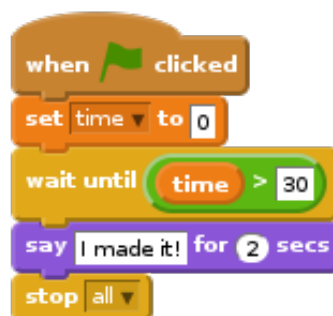 when clicked
set time to 0
wait until time > 30
say I made it! for 2 secs
stop all